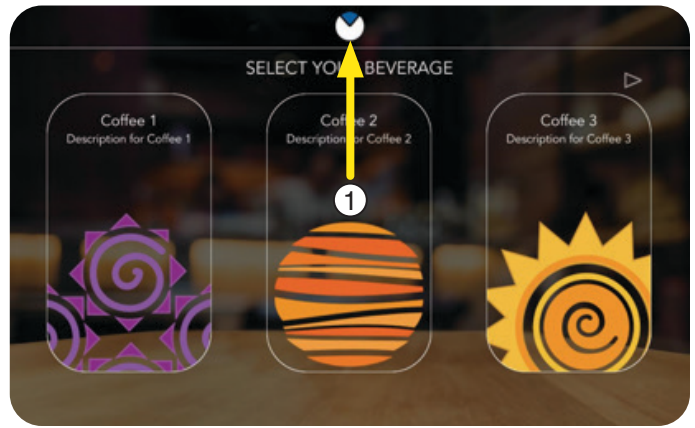 SELECT YOU BEVERAGE
Coffee 1
Description for Coffee 1
Coffee 2
Description for Coffee 2
Coffee 3
Description for Coffee 3
1